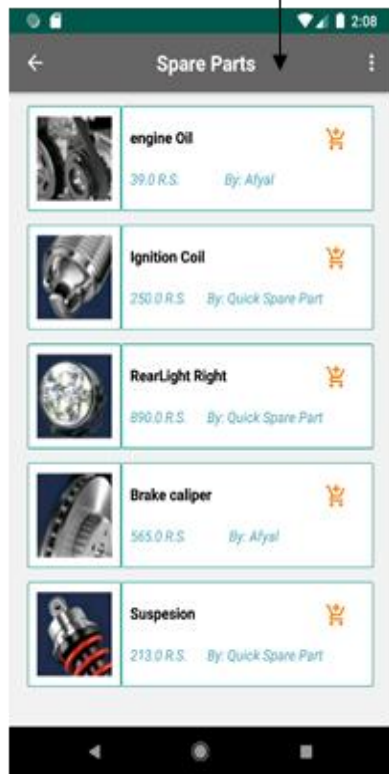 2:08
Spare Parts
engine Oil
39.0 R.S. By: Afyal
Ignition Coil
250.0 R.S. By: Quick Spare Part
RearLight Right
890.0 R.S. By: Quick Spare Part
Brake caliper
565.0 R.S. By: Afyal
Suspesion
213.0 R.S. By: Quick Spare Part